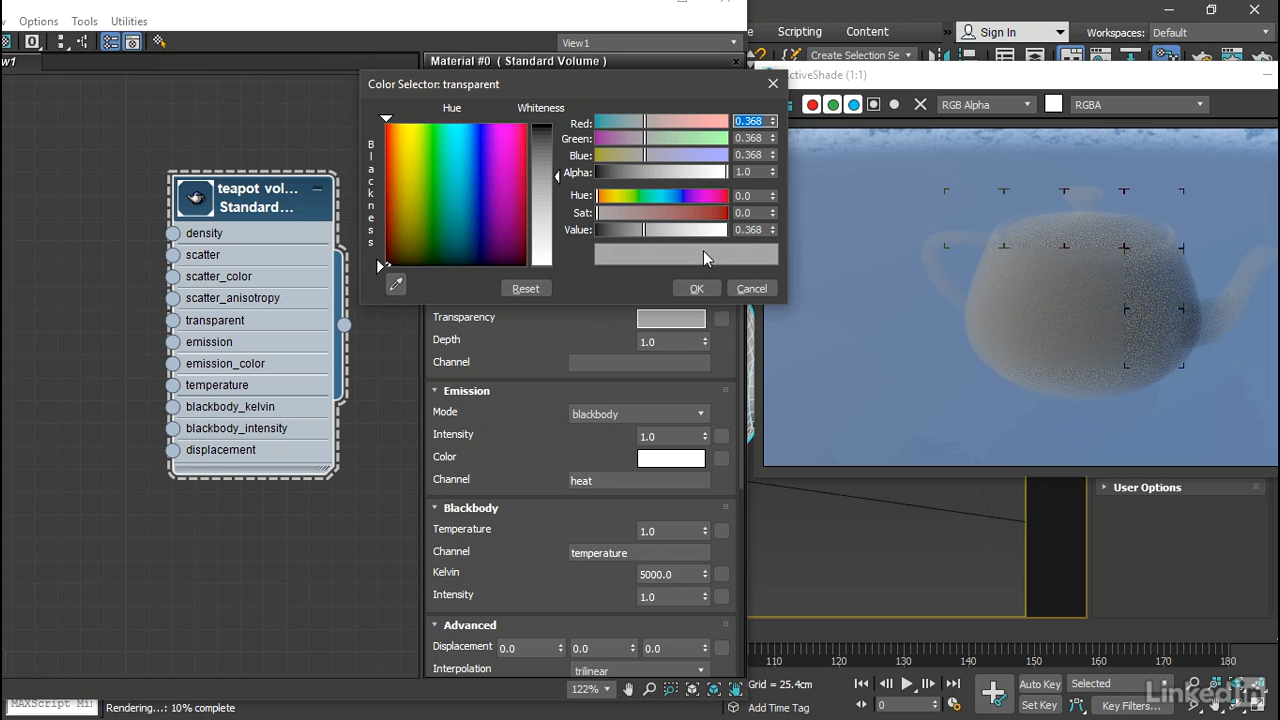 Options Tools Utilities
Scripting Content
Sign In
Workspaces: Default
View1
Create Selection Se
Material #0 ( Standard Volume )
ctiveShade (1:1)
Color Selector: transparent
Hue Whiteness
Blackness
RGB Alpha
RGBA
Red: 0.368
Green: 0.368
Blue: 0.368
Alpha: 1.0
Hue: 0.0
Sat: 0.0
Value: 0.368
Reset OK Cancel
teapot vol...
Standard...
density
scatter
scatter_color
scatter_anisotropy
transparent
emission
emission_color
temperature
blackbody_kelvin
blackbody_intensity
displacement
Transparency
Depth 1.0
Channel
Emission
Mode blackbody
Intensity 1.0
Color
Channel heat
Blackbody
Temperature 1.0
Channel temperature
Kelvin 5000.0
Intensity 1.0
Advanced
Displacement 0.0 0.0 0.0
Interpolation trilinear
User Options
110 120 130 140 150 160 170 180
122%
Grid = 25.4cm
Auto Key Selected
Set Key Key Filters...
0
Add Time Tag
MAXScript Mi
Rendering... 10% complete
LinkedIn